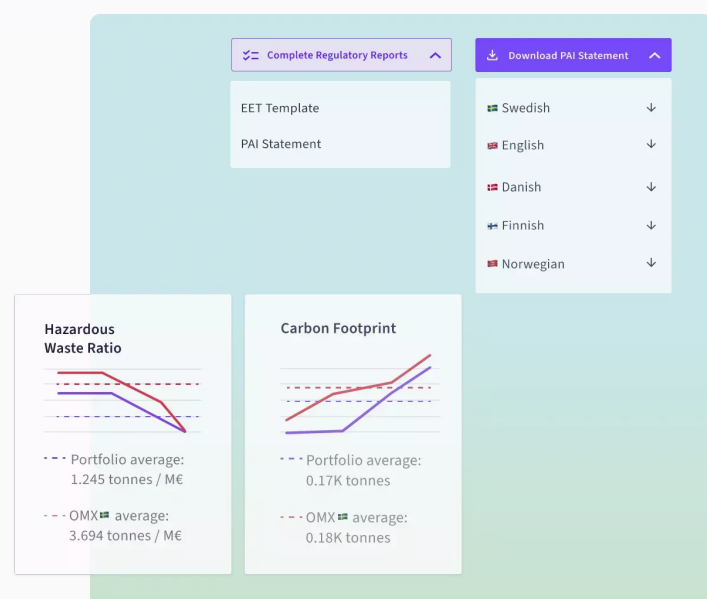 Complete Regulatory Reports
EET Template
PAI Statement
Download PAI Statement
Swedish
English
Danish
Finnish
Norwegian
Hazardous
Waste Ratio
Portfolio average:
1.245 tonnes / M€
OMX average:
3.694 tonnes / M€
Carbon Footprint
Portfolio average:
0.17K tonnes
OMX average:
0.18K tonnes